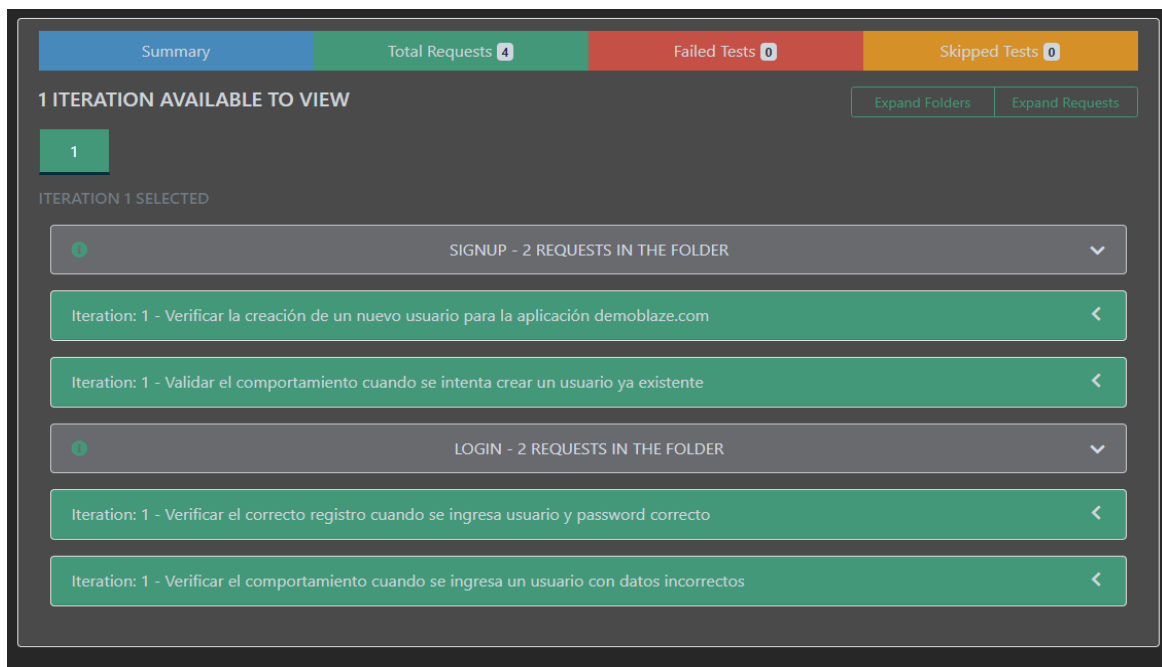 Summary
Total Requests 4
Failed Tests 0
Skipped Tests 0
1 ITERATION AVAILABLE TO VIEW
Expand Folders
Expand Requests
1
ITERATION 1 SELECTED
SIGNUP - 2 REQUESTS IN THE FOLDER
Iteration: 1 - Verificar la creación de un nuevo usuario para la aplicación demoblaze.com
Iteration: 1 - Validar el comportamiento cuando se intenta crear un usuario ya existente
LOGIN - 2 REQUESTS IN THE FOLDER
Iteration: 1 - Verificar el correcto registro cuando se ingresa usuario y password correcto
Iteration: 1 - Verificar el comportamiento cuando se ingresa un usuario con datos incorrectos